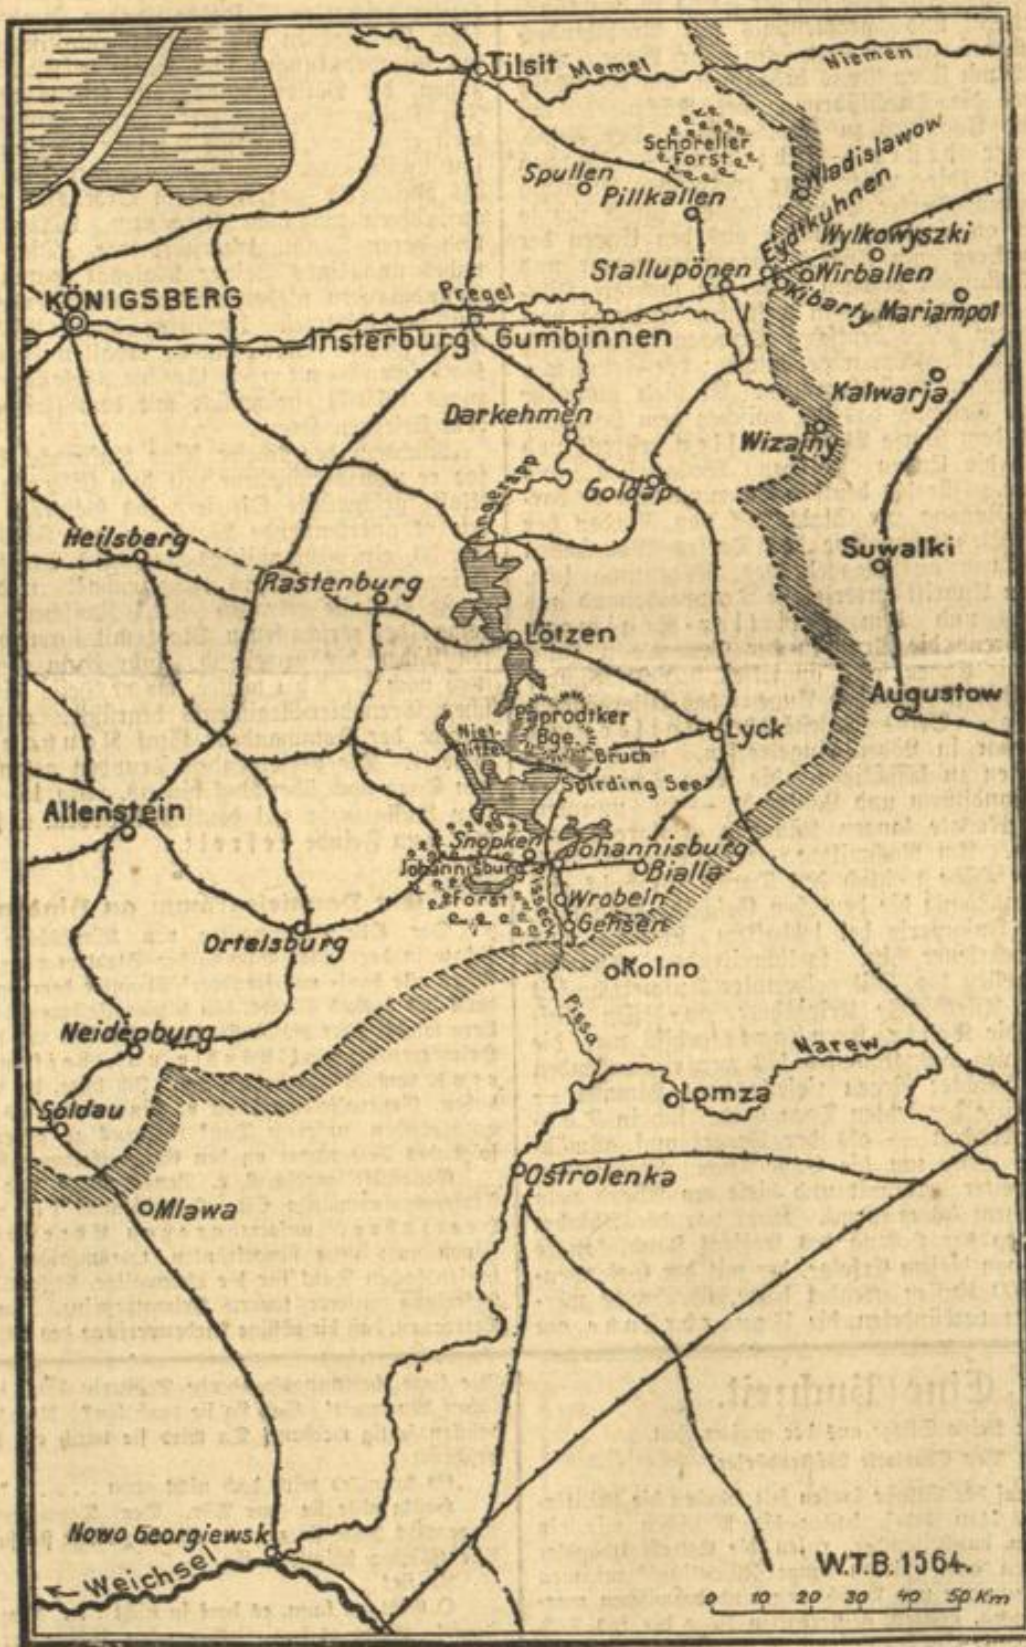 Tilsit
Memel
Niemen
Schoreller
Forst
Spullen
Pillkallen
Wladislawow
Eydtkuhnen
Wylkowyszki
Stallupönen
Wirballen
Kibarty
Mariampol
KÖNIGSBERG
Pregel
Insterburg
Gumbinnen
Kalwarja
Darkehmen
Wizajny
Angerapp
Goldap
Heilsberg
Suwalki
Rastenburg
Lötzen
Augustow
Paprodtker
Bge
Lyck
Bruch
Spirding See
Allenstein
Snopken
Johannisburg
Johannisburg
Bialla
Forst
Wrobeln
Gehsen
Ortelsburg
Kolno
Pissa
Neidenburg
Narew
Lomza
Soldau
Ostrolenka
Mlawa
Nowo Georgiewsk
Weichsel
W.T.B. 1564.
0 10 20 30 40 50 Km